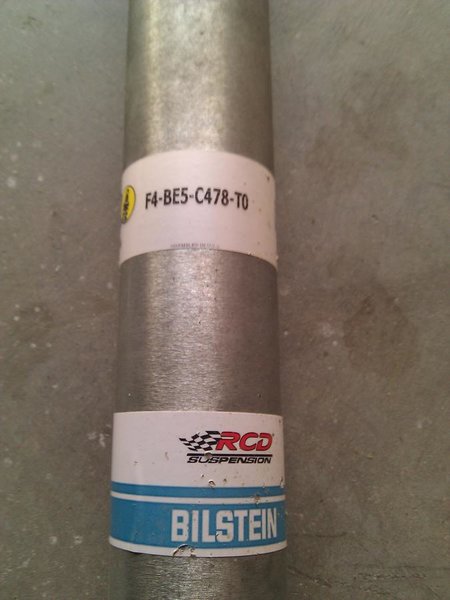 F4-BE5-C478-T0
RCD
SUSPENSION
BILSTEIN